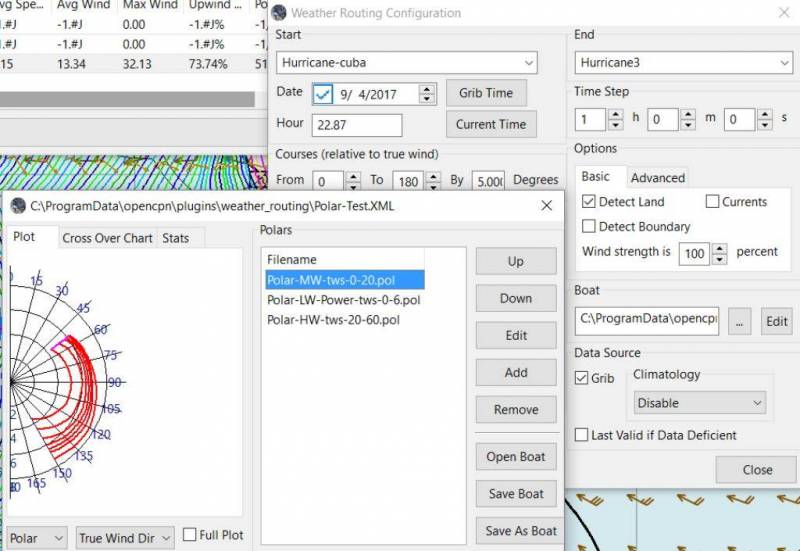 vg Spe... Avg Wind Max Wind Upwind ... Po
1.#J -1.#J 0.00 -1.#J% -1.
1.#J -1.#J 0.00 -1.#J% -1.
15 13.34 32.13 73.74% 51
Weather Routing Configuration
Start
Hurricane-cuba
Date 9/ 4/2017 Grib Time
Hour 22.87 Current Time
Courses (relative to true wind)
From 0 To 180 By 5.000 Degrees
End
Hurricane3
Time Step
1 h 0 m 0 s
Options
Basic Advanced
Detect Land Currents
Detect Boundary
Wind strength is 100 percent
Boat
C:\ProgramData\opencpn ... Edit
Data Source
Grib Climatology
Disable
Last Valid if Data Deficient
Close
C:\ProgramData\opencpn\plugins\weather_routing\Polar-Test.XML
Plot Cross Over Chart Stats
15
30
45
60
75
90
105
120
135
150
165
2
4
6
Polar True Wind Dir Full Plot
Polars
Filename
Polar-MW-tws-0-20.pol
Polar-LW-Power-tws-0-6.pol
Polar-HW-tws-20-60.pol
Up
Down
Edit
Add
Remove
Open Boat
Save Boat
Save As Boat